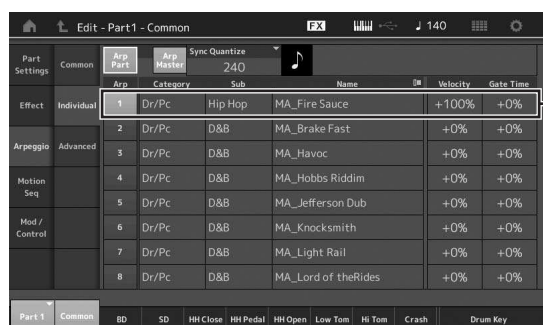 Edit - Part1 - Common FX ♩ 140
Part Settings Common Arp Part Arp Master Sync Quantize 240
Arp Category Sub Name Velocity Gate Time
Effect Individual 1 Dr/Pc Hip Hop MA_Fire Sauce +100% +0%
2 Dr/Pc D&B MA_Brake Fast +0% +0%
Arpeggio Advanced 3 Dr/Pc D&B MA_Havoc +0% +0%
Motion Seq 4 Dr/Pc D&B MA_Hobbs Riddim +0% +0%
5 Dr/Pc D&B MA_Jefferson Dub +0% +0%
Mod / Control 6 Dr/Pc D&B MA_Knocksmith +0% +0%
7 Dr/Pc D&B MA_Light Rail +0% +0%
8 Dr/Pc D&B MA_Lord of theRides +0% +0%
Part 1 Common BD SD HH Close HH Pedal HH Open Low Tom Hi Tom Crash Drum Key